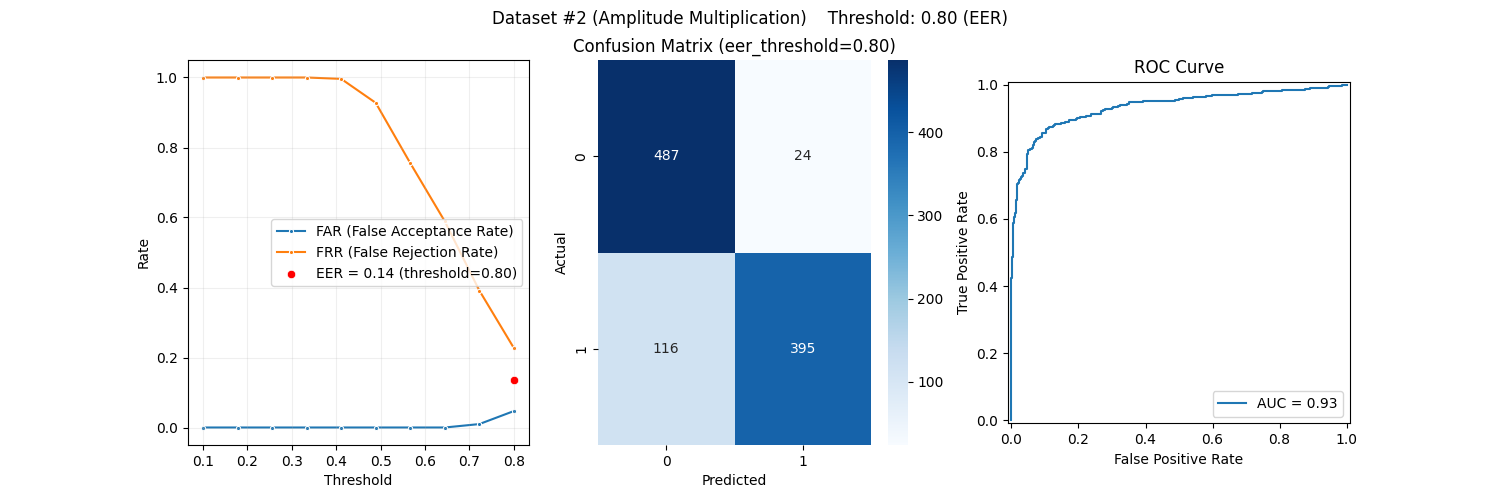 Dataset #2 (Amplitude Multiplication)    Threshold: 0.80 (EER)
1.0
0.8
0.6
0.4
0.2
0.0
Rate
FAR (False Acceptance Rate)
FRR (False Rejection Rate)
EER = 0.14 (threshold=0.80)
0.1 0.2 0.3 0.4 0.5 0.6 0.7 0.8
Threshold
Confusion Matrix (eer_threshold=0.80)
Actual
0
1
487 24
116 395
0 1
Predicted
400
300
200
100
ROC Curve
True Positive Rate
1.0
0.8
0.6
0.4
0.2
0.0
AUC = 0.93
0.0 0.2 0.4 0.6 0.8 1.0
False Positive Rate